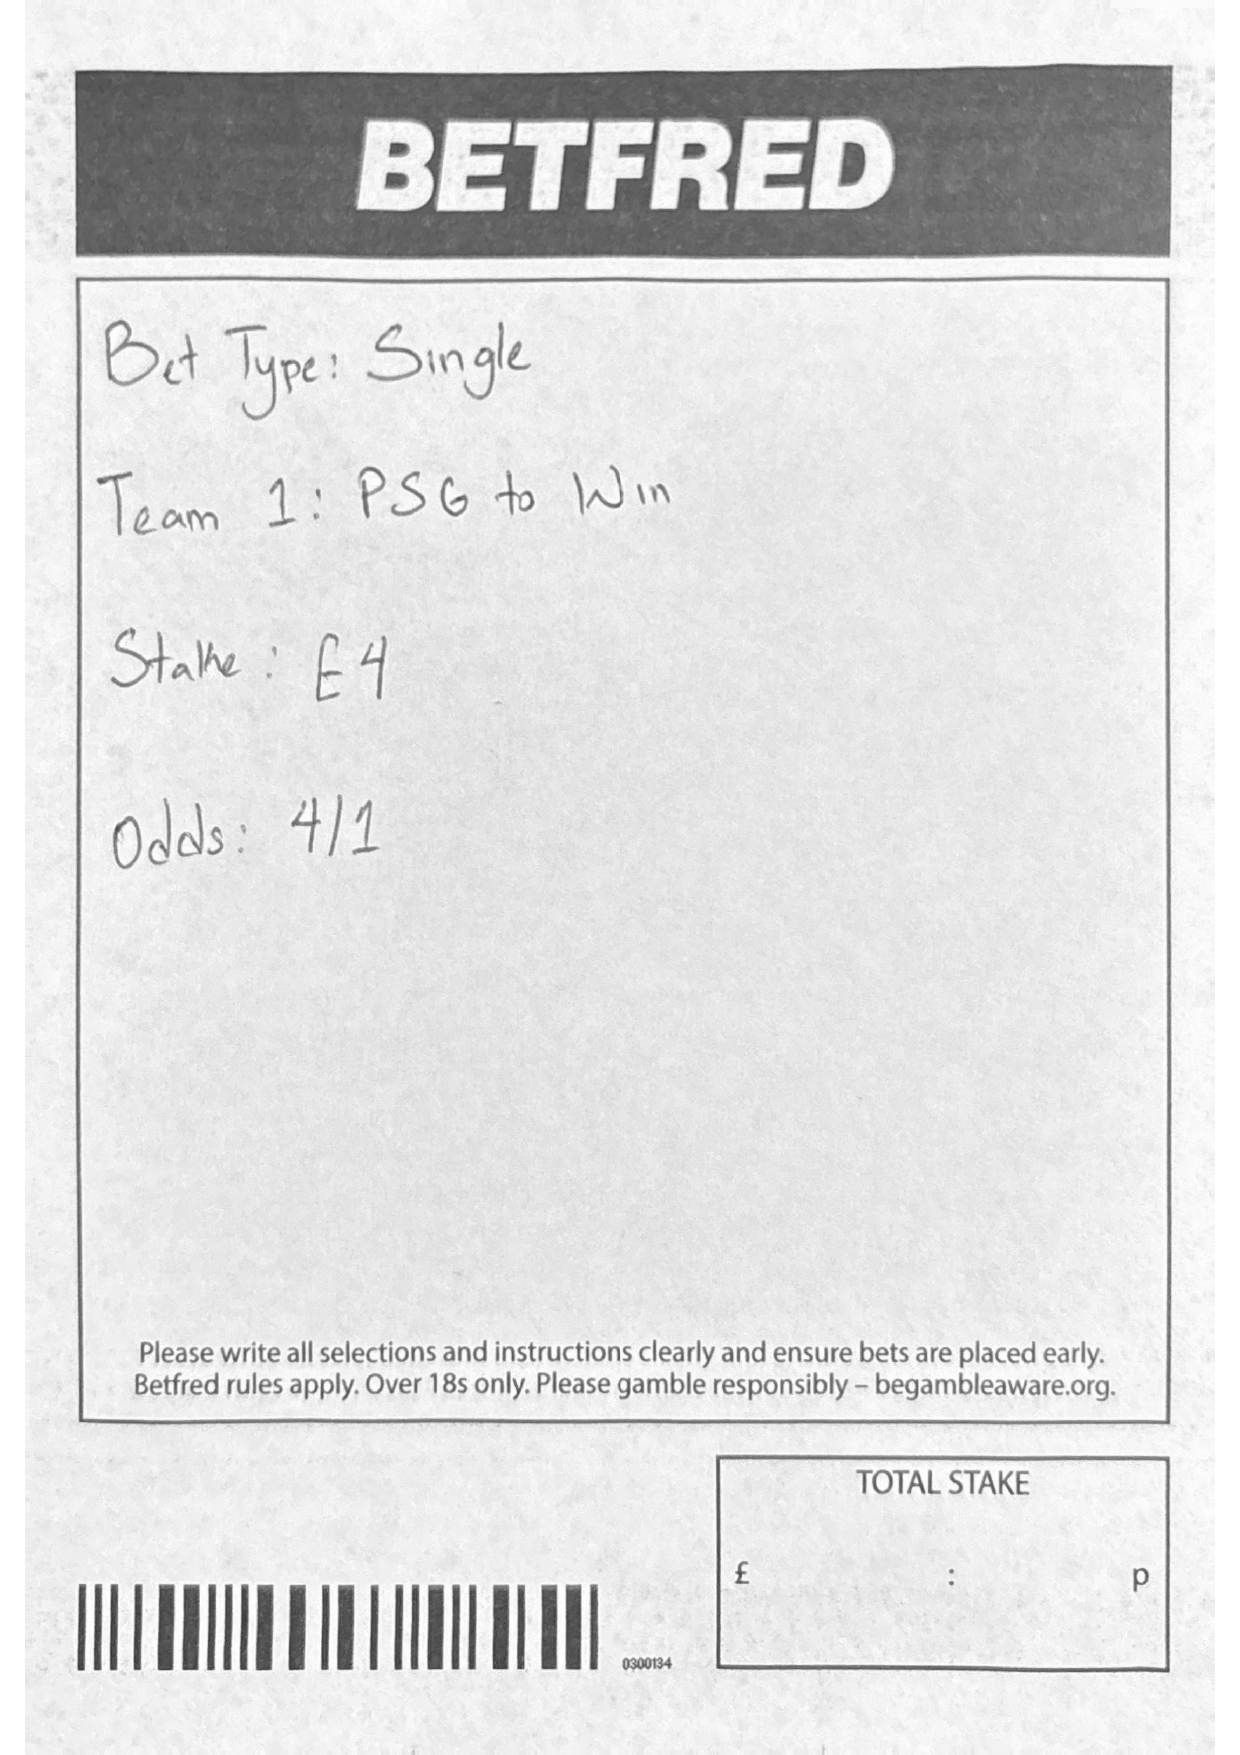 BETFRED
Bet Type: Single
Team 1: PSG to Win
Stake: £4
Odds: 4/1
Please write all selections and instructions clearly and ensure bets are placed early.
Betfred rules apply. Over 18s only. Please gamble responsibly – begambleaware.org.
TOTAL STAKE
£ : p
0300134